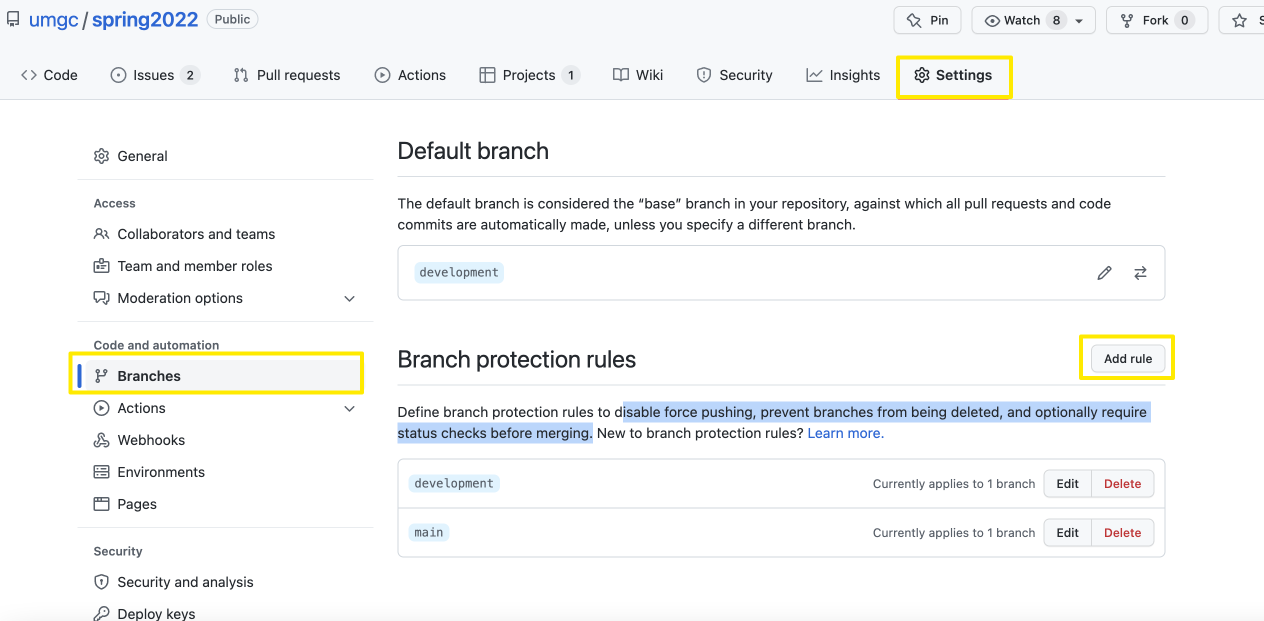 umgc / spring2022 Public
Pin Watch 8 Fork 0 S
Code Issues 2 Pull requests Actions Projects 1 Wiki Security Insights Settings
General
Access
Collaborators and teams
Team and member roles
Moderation options
Code and automation
Branches
Actions
Webhooks
Environments
Pages
Security
Security and analysis
Deploy keys
Default branch
The default branch is considered the “base” branch in your repository, against which all pull requests and code
commits are automatically made, unless you specify a different branch.
development
Branch protection rules
Add rule
Define branch protection rules to disable force pushing, prevent branches from being deleted, and optionally require
status checks before merging. New to branch protection rules? Learn more.
development Currently applies to 1 branch Edit Delete
main Currently applies to 1 branch Edit Delete